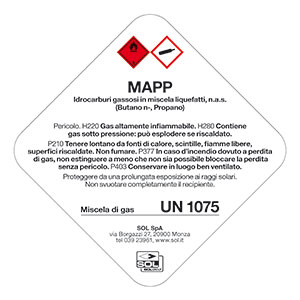 MAPP
Idrocarburi gassosi in miscela liquefatti, n.a.s.
(Butano n-, Propano)
Pericolo. H220 Gas altamente infiammabile. H280 Contiene
gas sotto pressione: può esplodere se riscaldato.
P210 Tenere lontano da fonti di calore, scintille, fiamme libere,
superfici riscaldate. Non fumare. P377 In caso d'incendio dovuto a perdita
di gas, non estinguere a meno che non sia possibile bloccare la perdita
senza pericolo. P403 Conservare in luogo ben ventilato.
Proteggere da una prolungata esposizione ai raggi solari.
Non svuotare completamente il recipiente.
Miscela di gas UN 1075
SOL SpA
via Borgazzi 27, 20900 Monza
tel 039 23961, www.sol.it
SOL
SOLGROUP